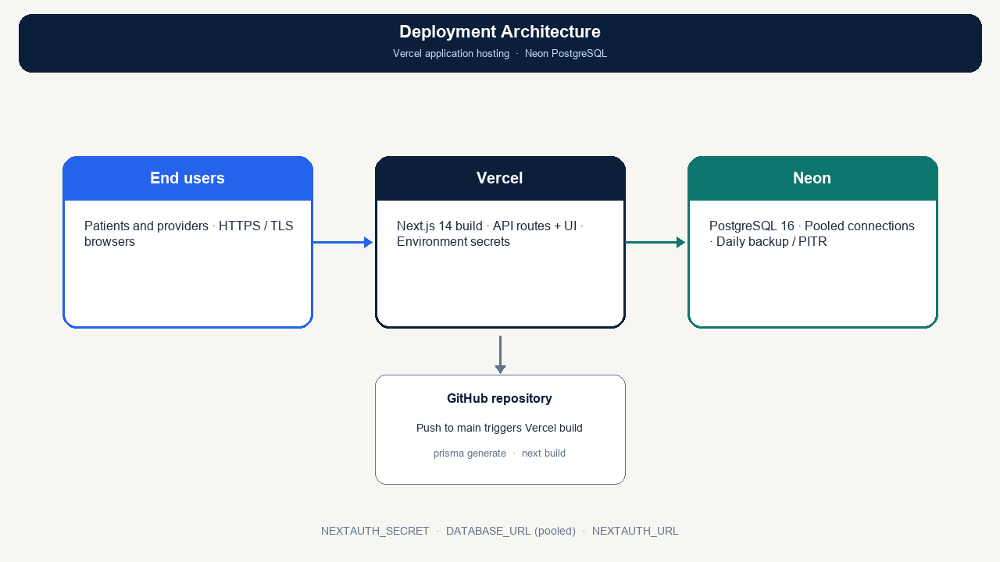 Deployment Architecture
Vercel application hosting · Neon PostgreSQL
End users
Patients and providers · HTTPS / TLS
browsers
Vercel
Next.js 14 build · API routes + UI ·
Environment secrets
Neon
PostgreSQL 16 · Pooled connections
· Daily backup / PITR
GitHub repository
Push to main triggers Vercel build
prisma generate · next build
NEXTAUTH_SECRET · DATABASE_URL (pooled) · NEXTAUTH_URL